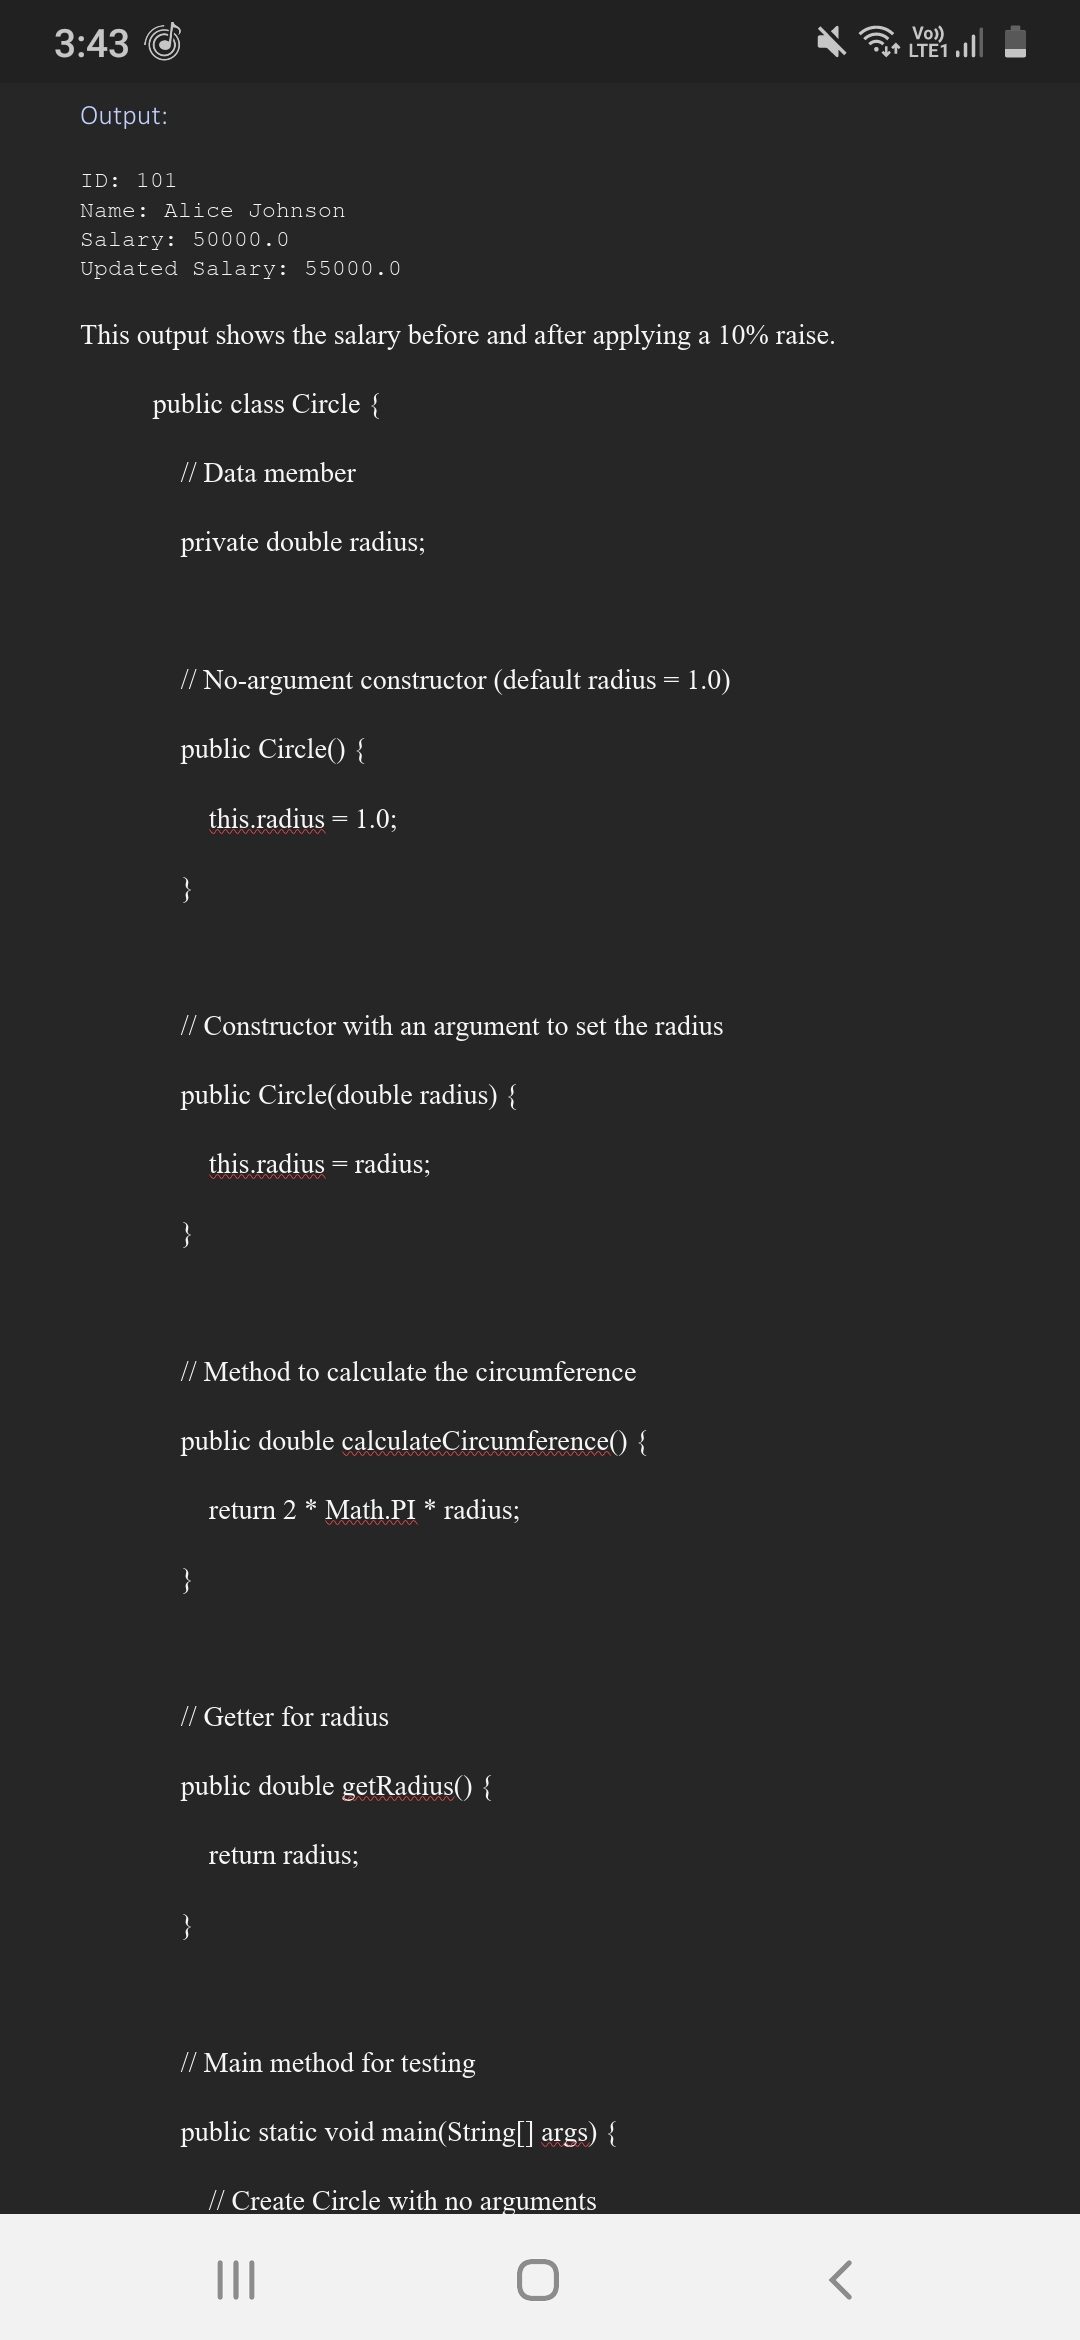 3:43
Vo))
LTE1
Output:
ID: 101
Name: Alice Johnson
Salary: 50000.0
Updated Salary: 55000.0
This output shows the salary before and after applying a 10% raise.
public class Circle {
// Data member
private double radius;
// No-argument constructor (default radius = 1.0)
public Circle() {
this.radius = 1.0;
}
// Constructor with an argument to set the radius
public Circle(double radius) {
this.radius = radius;
}
// Method to calculate the circumference
public double calculateCircumference() {
return 2 * Math.PI * radius;
}
// Getter for radius
public double getRadius() {
return radius;
}
// Main method for testing
public static void main(String[] args) {
// Create Circle with no arguments